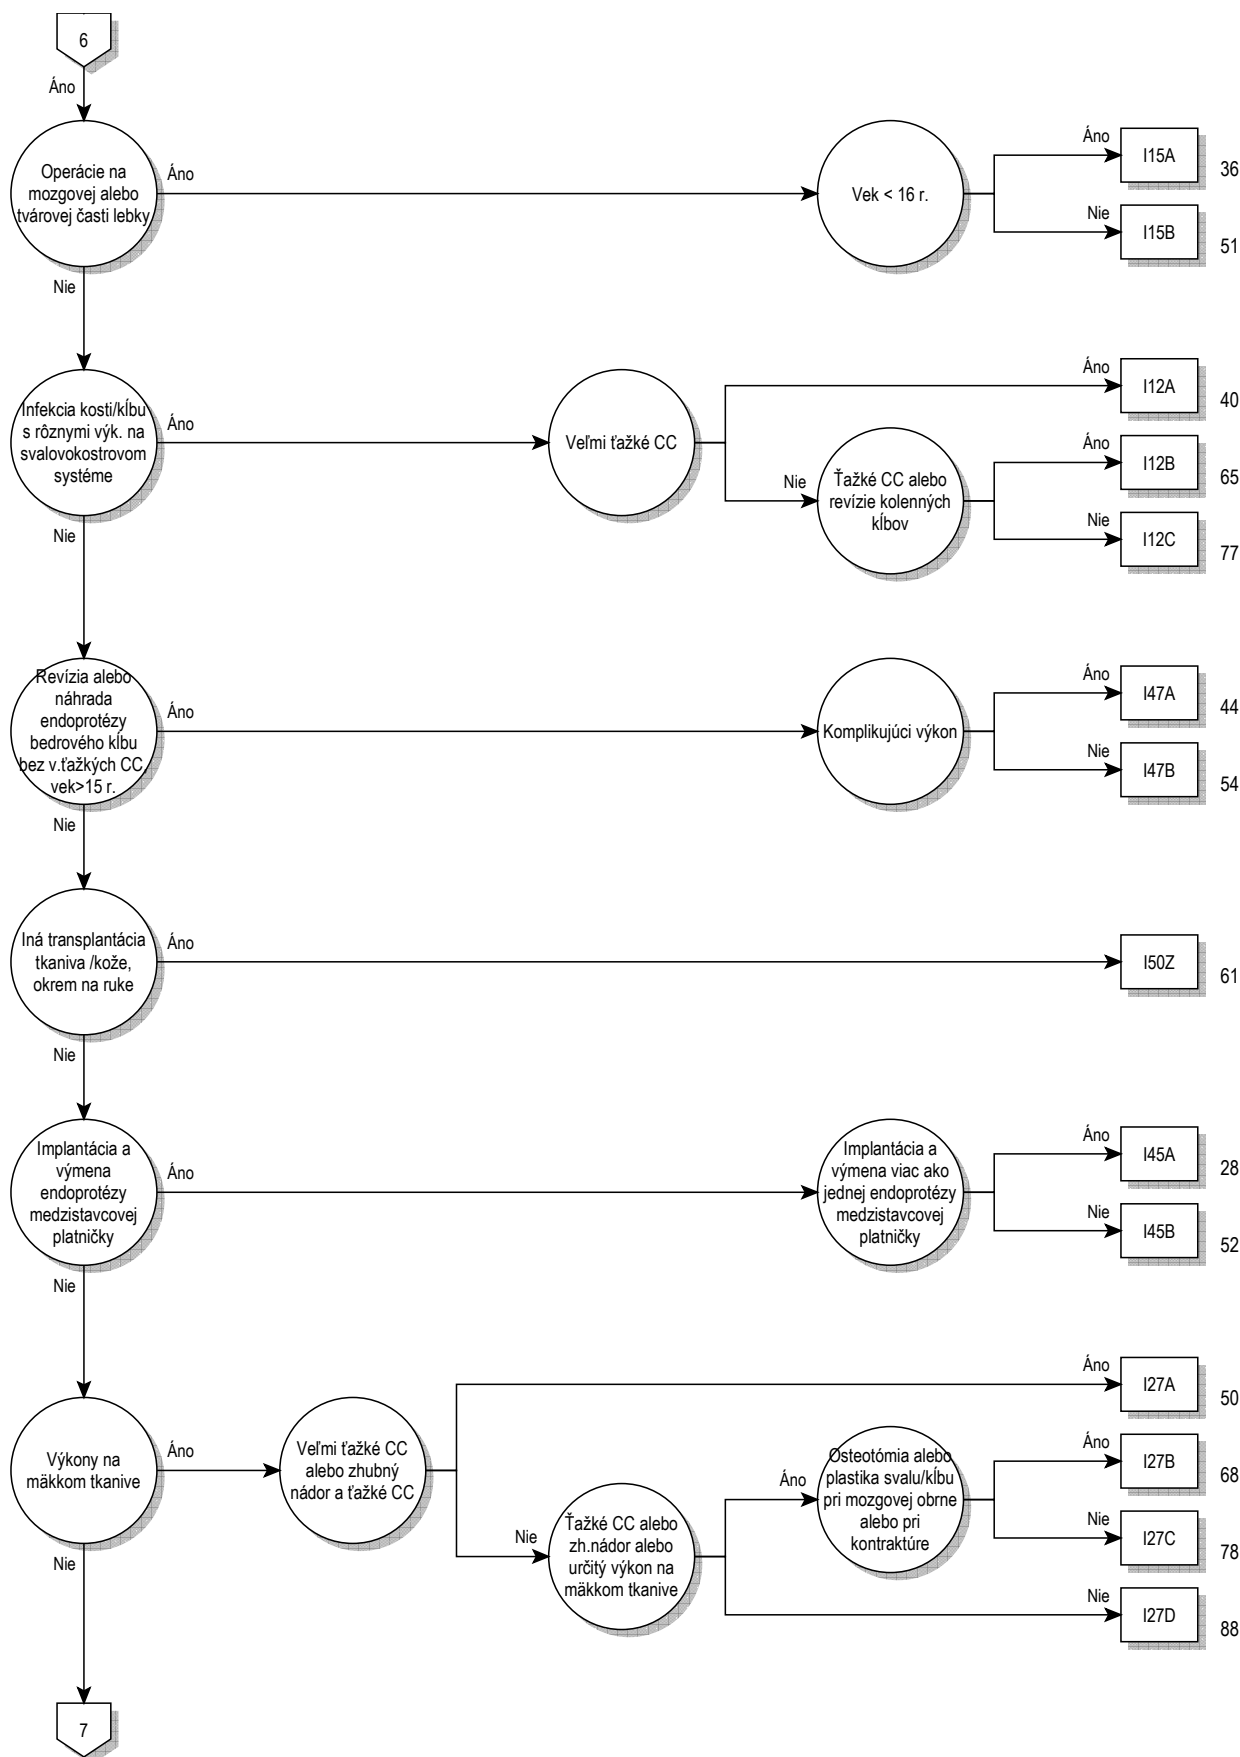 6
Áno
Operácie na
mozgovej alebo
tvárovej časti lebky
Áno
Vek < 16 r.
Áno
I15A
36
Nie
I15B
51
Nie
Infekcia kosti/kĺbu
s rôznymi výk. na
svalovokostrovom
systéme
Áno
Veľmi ťažké CC
Áno
I12A
40
Nie
Ťažké CC alebo
revízie kolenných
kĺbov
Áno
I12B
65
Nie
I12C
77
Nie
Revízia alebo
náhrada
endoprotézy
bedrového kĺbu
bez v.ťažkých CC,
vek>15 r.
Áno
Komplikujúci výkon
Áno
I47A
44
Nie
I47B
54
Nie
Iná transplantácia
tkaniva /kože,
okrem na ruke
Áno
I50Z
61
Nie
Implantácia a
výmena
endoprotézy
medzistavcovej
platničky
Áno
Implantácia a
výmena viac ako
jednej endoprotézy
medzistavcovej
platničky
Áno
I45A
28
Nie
I45B
52
Nie
Výkony na
mäkkom tkanive
Áno
Veľmi ťažké CC
alebo zhubný
nádor a ťažké CC
Áno
I27A
50
Nie
Ťažké CC alebo
zh.nádor alebo
určitý výkon na
mäkkom tkanive
Áno
Osteotómia alebo
plastika svalu/kĺbu
pri mozgovej obrne
alebo pri
kontraktúre
Áno
I27B
68
Nie
I27C
78
Nie
I27D
88
Nie
7